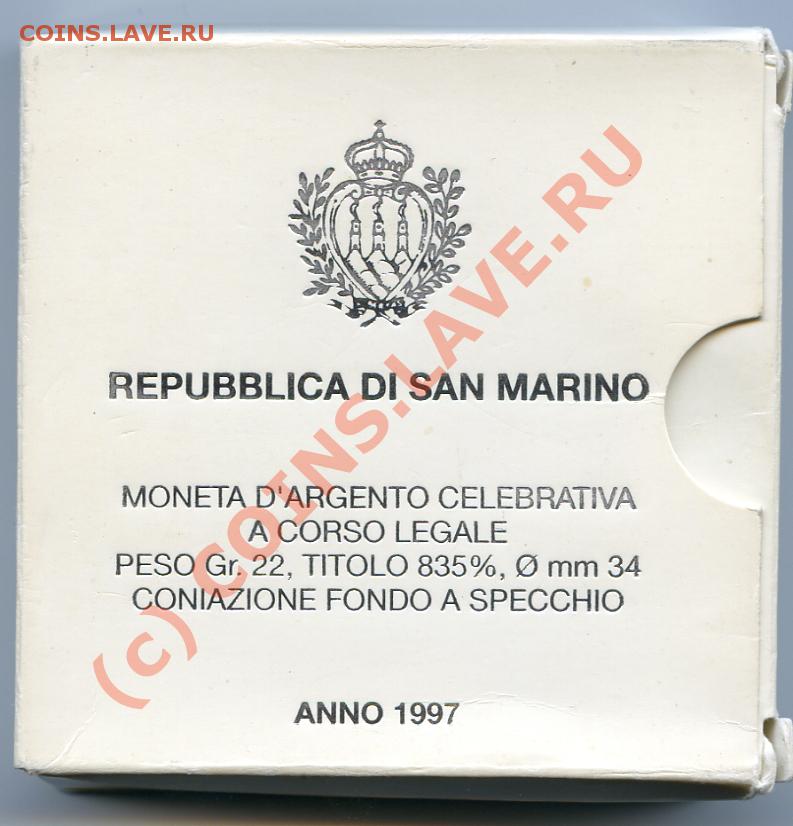 COINS.LAVE.RU
REPUBBLICA DI SAN MARINO
MONETA D'ARGENTO CELEBRATIVA
A CORSO LEGALE
PESO Gr. 22, TITOLO 835%, Ø mm 34
CONIAZIONE FONDO A SPECCHIO
ANNO 1997
(c) COINS.LAVE.RU